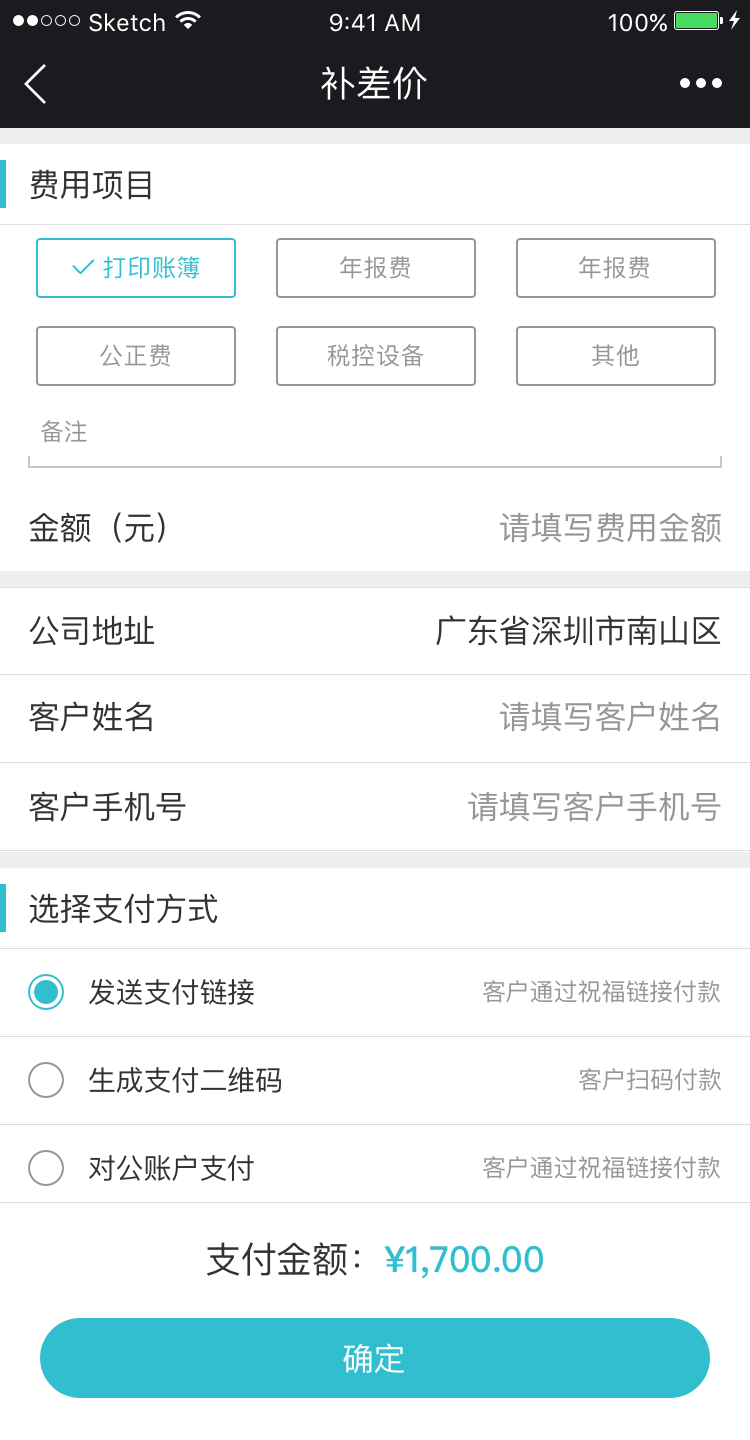 Sketch 9:41 AM 100%
补差价
费用项目
打印账簿 年报费 年报费
公正费 税控设备 其他
备注
金额（元） 请填写费用金额
公司地址 广东省深圳市南山区
客户姓名 请填写客户姓名
客户手机号 请填写客户手机号
选择支付方式
发送支付链接 客户通过祝福链接付款
生成支付二维码 客户扫码付款
对公账户支付 客户通过祝福链接付款
支付金额：¥1,700.00
确定